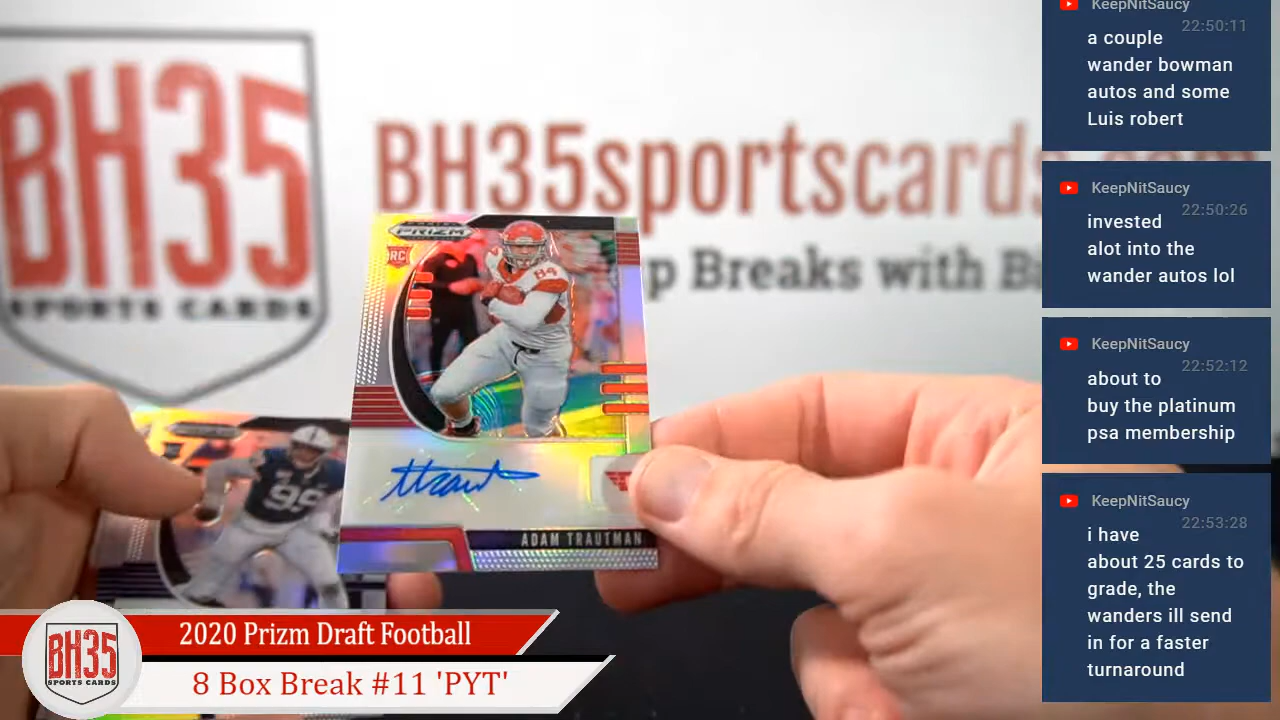 BH35
SPORTS CARDS
BH35sportscards
p Breaks with
PRIZM
RC
84
99
ADAM TRAUTMAN
2020 Prizm Draft Football
8 Box Break #11 'PYT'
BH35
SPORTS CARDS
KeepNitSaucy
22:50:11
a couple
wander bowman
autos and some
Luis robert
KeepNitSaucy
22:50:26
invested
alot into the
wander autos lol
KeepNitSaucy
22:52:12
about to
buy the platinum
psa membership
KeepNitSaucy
22:53:28
i have
about 25 cards to
grade, the
wanders ill send
in for a faster
turnaround